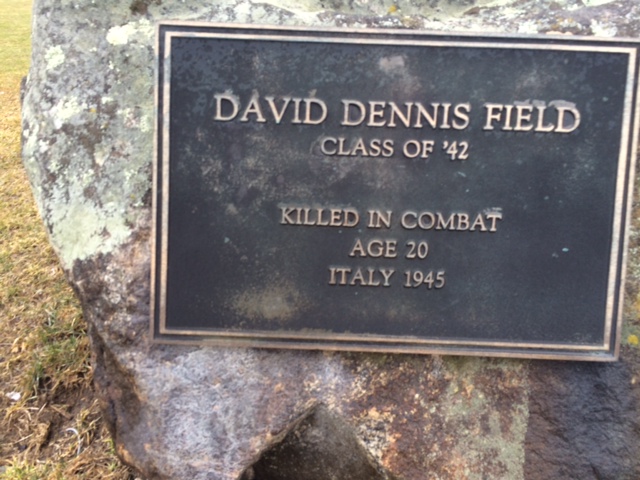 DAVID DENNIS FIELD
CLASS OF '42
KILLED IN COMBAT
AGE 20
ITALY 1945